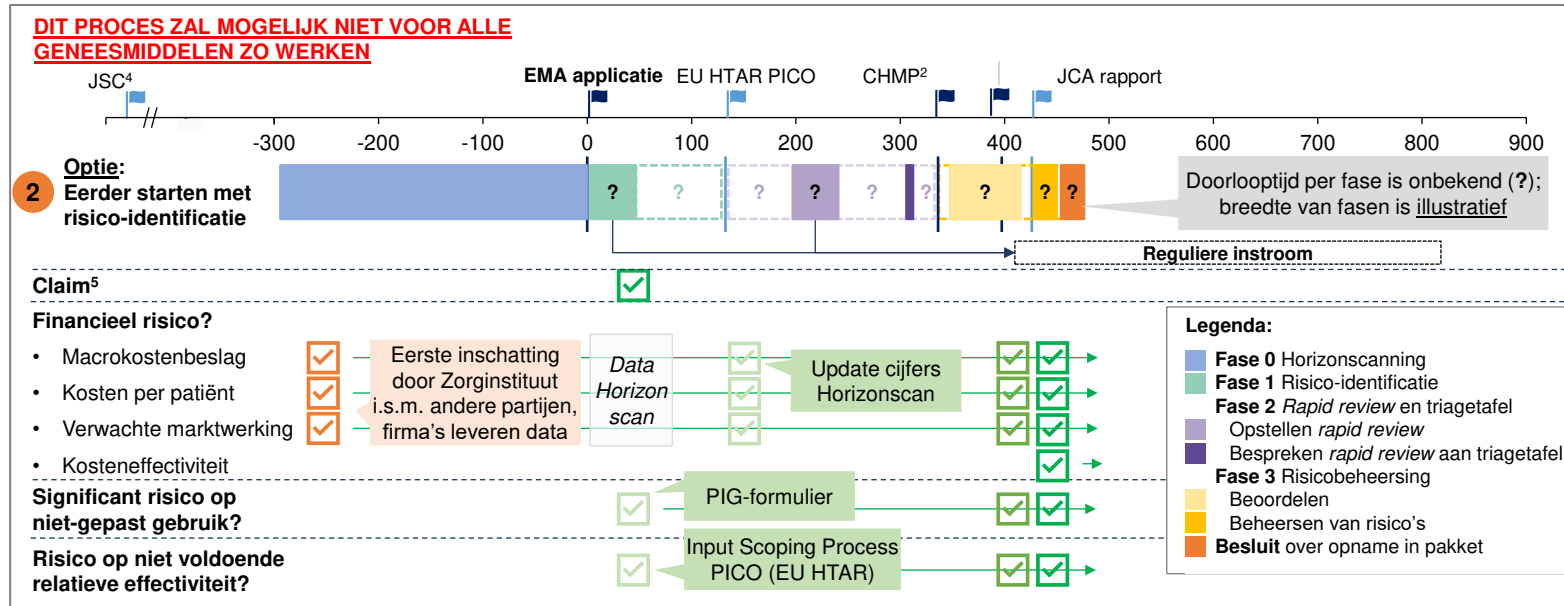 DIT PROCES ZAL MOGELIJK NIET VOOR ALLE
GENEESMIDDELEN ZO WERKEN
JSC4
EMA applicatie
EU HTAR PICO
CHMP2
JCA rapport
-300 -200 -100 0 100 200 300 400 500 600 700 800 900
2
Optie:
Eerder starten met
risico-identificatie
? ? ? ? ? ? ? ? ?
Doorlooptijd per fase is onbekend (?);
breedte van fasen is illustratief
Reguliere instroom
Claim5
Financieel risico?
• Macrokostenbeslag
• Kosten per patiënt
• Verwachte marktwerking
• Kosteneffectiviteit
Eerste inschatting
door Zorginstituut
i.s.m. andere partijen,
firma's leveren data
Data
Horizon
scan
Update cijfers
Horizonscan
Significant risico op
niet-gepast gebruik?
PIG-formulier
Risico op niet voldoende
relatieve effectiviteit?
Input Scoping Process
PICO (EU HTAR)
Legenda:
Fase 0 Horizonscanning
Fase 1 Risico-identificatie
Fase 2 Rapid review en triagetafel
Opstellen rapid review
Bespreken rapid review aan triagetafel
Fase 3 Risicobeheersing
Beoordelen
Beheersen van risico's
Besluit over opname in pakket